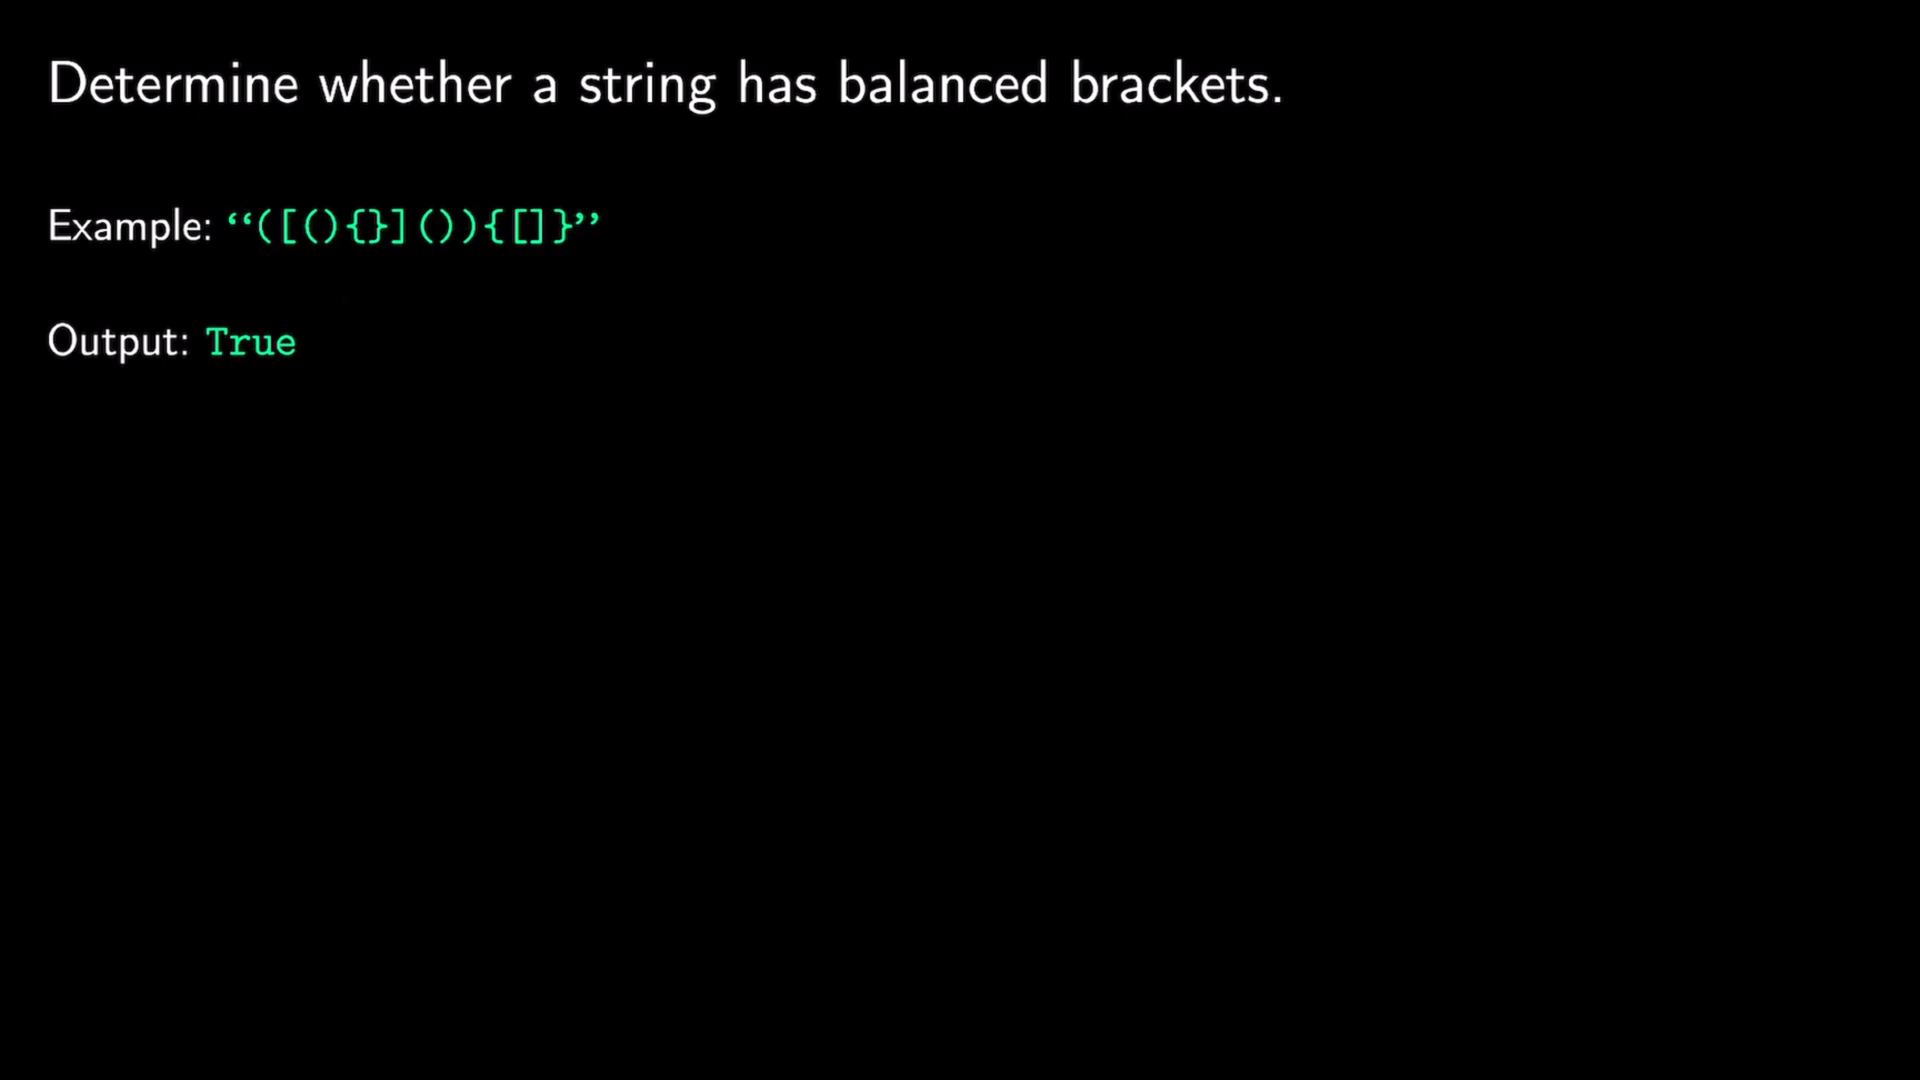 Determine whether a string has balanced brackets.
Example: “([(){}]()){[]}”
Output: True